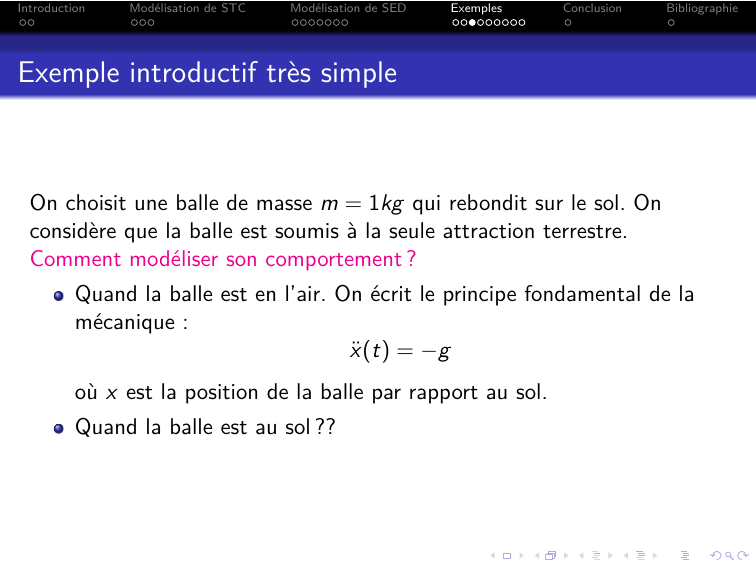 Introduction Modélisation de STC Modélisation de SED Exemples Conclusion Bibliographie
Exemple introductif très simple
On choisit une balle de masse m = 1kg qui rebondit sur le sol. On
considère que la balle est soumis à la seule attraction terrestre.
Comment modéliser son comportement ?
Quand la balle est en l'air. On écrit le principe fondamental de la
mécanique :
ẍ(t) = −g
où x est la position de la balle par rapport au sol.
Quand la balle est au sol ??